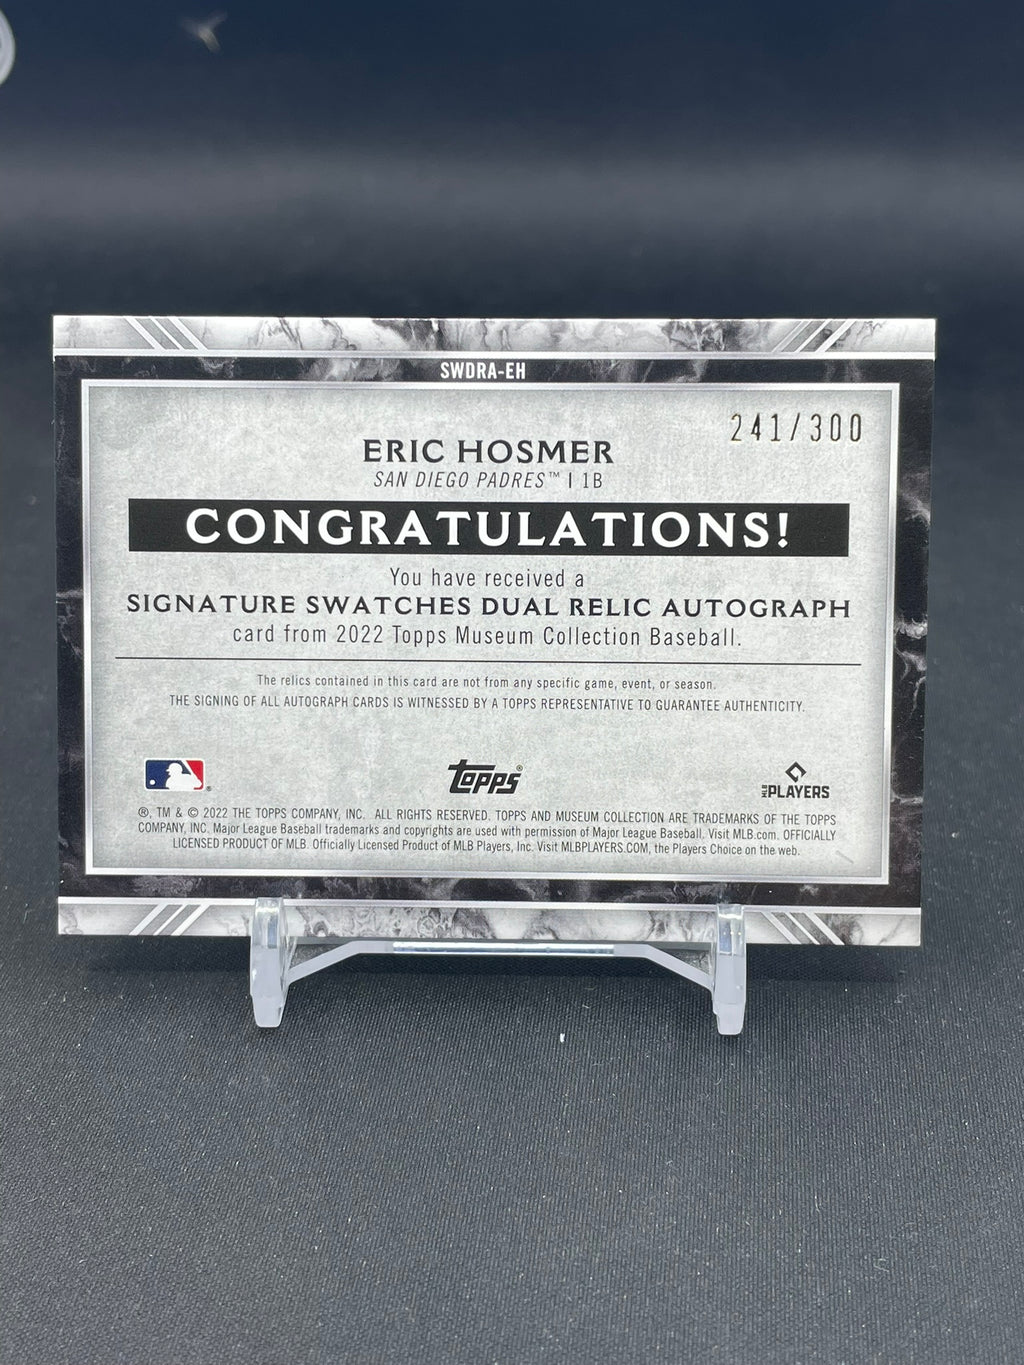 SWDRA-EH
241/300
ERIC HOSMER
SAN DIEGO PADRES™ | 1B
CONGRATULATIONS!
You have received a
SIGNATURE SWATCHES DUAL RELIC AUTOGRAPH
card from 2022 Topps Museum Collection Baseball.
The relics contained in this card are not from any specific game, event, or season.
THE SIGNING OF ALL AUTOGRAPH CARDS IS WITNESSED BY A TOPPS REPRESENTATIVE TO GUARANTEE AUTHENTICITY.
topps®
MLB PLAYERS
®, TM & © 2022 THE TOPPS COMPANY, INC. ALL RIGHTS RESERVED. TOPPS AND MUSEUM COLLECTION ARE TRADEMARKS OF THE TOPPS
COMPANY, INC. Major League Baseball trademarks and copyrights are used with permission of Major League Baseball. Visit MLB.com. OFFICIALLY
LICENSED PRODUCT OF MLB. Officially Licensed Product of MLB Players, Inc. Visit MLBPLAYERS.COM, the Players Choice on the web.